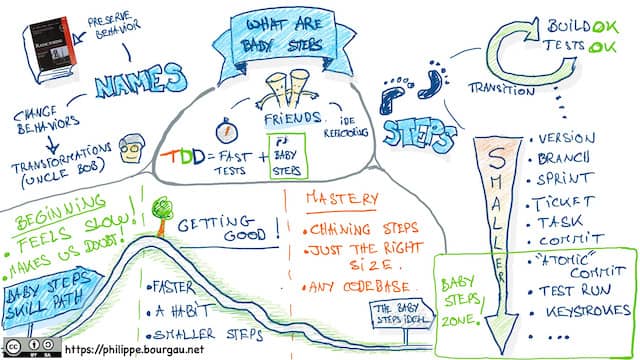 WHAT ARE
BABY STEPS
PRESERVE
BEHAVIOR
NAMES
CHANGE
BEHAVIORS
TRANSFORMATIONS
(UNCLE BOB)
FRIENDS.
IDE
REFACTORING
TDD = FAST
TESTS
+
BABY
STEPS
STEPS
BUILD OK
TESTS OK
TRANSITION
...
SMALLER
• VERSION
• BRANCH
• SPRINT
• TICKET
• TASK
• COMMIT
• "ATOMIC"
COMMIT
• TEST RUN
• KEYSTROKES
...
BABY
STEPS
ZONE.
BEGINNING
• FEELS SLOW!
• MAKES US DOUBT!
BABY STEPS
SKILL PATH
GETTING
GOOD!
• FASTER
• A HABIT
• SMALLER STEPS
MASTERY
• CHAINING STEPS
• JUST THE RIGHT
SIZE.
• ANY CODEBASE.
THE BABY
STEPS IDEAL
cc BY SA
https://philippe.bourgau.net